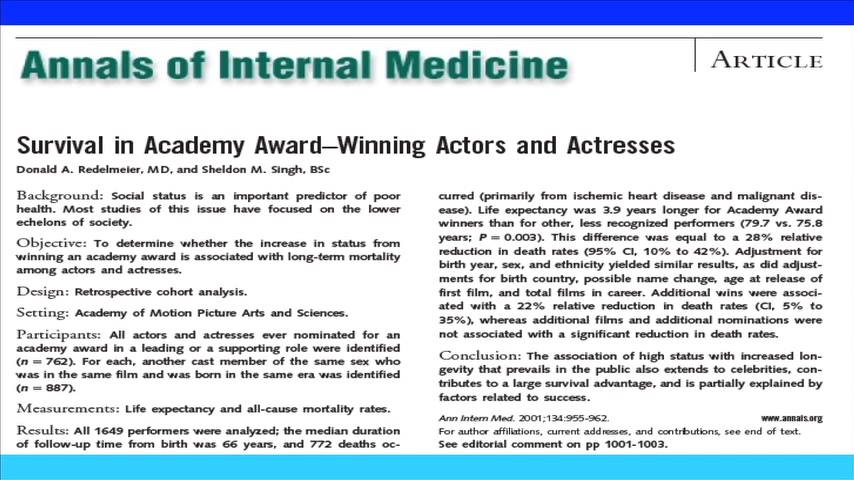 Annals of Internal Medicine
ARTICLE
Survival in Academy Award–Winning Actors and Actresses
Donald A. Redelmeier, MD, and Sheldon M. Singh, BSc
Background: Social status is an important predictor of poor
health. Most studies of this issue have focused on the lower
echelons of society.
Objective: To determine whether the increase in status from
winning an academy award is associated with long-term mortality
among actors and actresses.
Design: Retrospective cohort analysis.
Setting: Academy of Motion Picture Arts and Sciences.
Participants: All actors and actresses ever nominated for an
academy award in a leading or a supporting role were identified
(n = 762). For each, another cast member of the same sex who
was in the same film and was born in the same era was identified
(n = 887).
Measurements: Life expectancy and all-cause mortality rates.
Results: All 1649 performers were analyzed; the median duration
of follow-up time from birth was 66 years, and 772 deaths oc-
curred (primarily from ischemic heart disease and malignant dis-
ease). Life expectancy was 3.9 years longer for Academy Award
winners than for other, less recognized performers (79.7 vs. 75.8
years; P = 0.003). This difference was equal to a 28% relative
reduction in death rates (95% CI, 10% to 42%). Adjustment for
birth year, sex, and ethnicity yielded similar results, as did adjust-
ments for birth country, possible name change, age at release of
first film, and total films in career. Additional wins were associ-
ated with a 22% relative reduction in death rates (CI, 5% to
35%), whereas additional films and additional nominations were
not associated with a significant reduction in death rates.
Conclusion: The association of high status with increased lon-
gevity that prevails in the public also extends to celebrities, con-
tributes to a large survival advantage, and is partially explained by
factors related to success.
Ann Intern Med. 2001;134:955-962.
www.annals.org
For author affiliations, current addresses, and contributions, see end of text.
See editorial comment on pp 1001-1003.